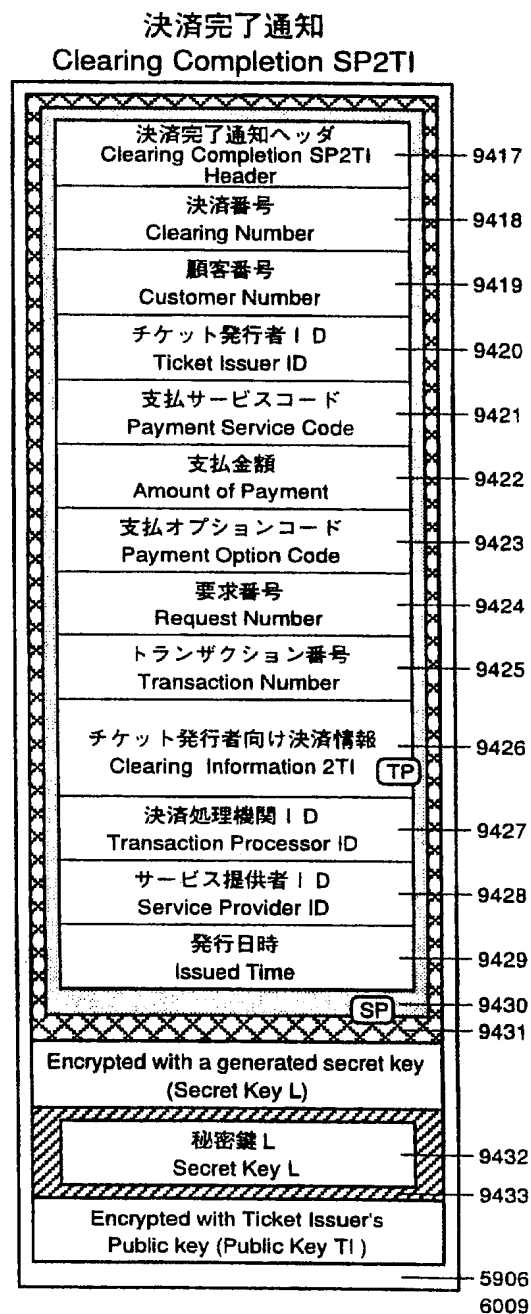 決済完了通知
Clearing Completion SP2TI
決済完了通知ヘッダ
Clearing Completion SP2TI
Header
9417
決済番号
Clearing Number
9418
顧客番号
Customer Number
9419
チケット発行者ID
Ticket Issuer ID
9420
支払サービスコード
Payment Service Code
9421
支払金額
Amount of Payment
9422
支払オプションコード
Payment Option Code
9423
要求番号
Request Number
9424
トランザクション番号
Transaction Number
9425
チケット発行者向け決済情報
Clearing Information 2TI
TP
9426
決済処理機関ID
Transaction Processor ID
9427
サービス提供者ID
Service Provider ID
9428
発行日時
Issued Time
9429
SP
9430
9431
Encrypted with a generated secret key
(Secret Key L)
秘密鍵L
Secret Key L
9432
9433
Encrypted with Ticket Issuer's
Public key (Public Key TI )
5906
6009